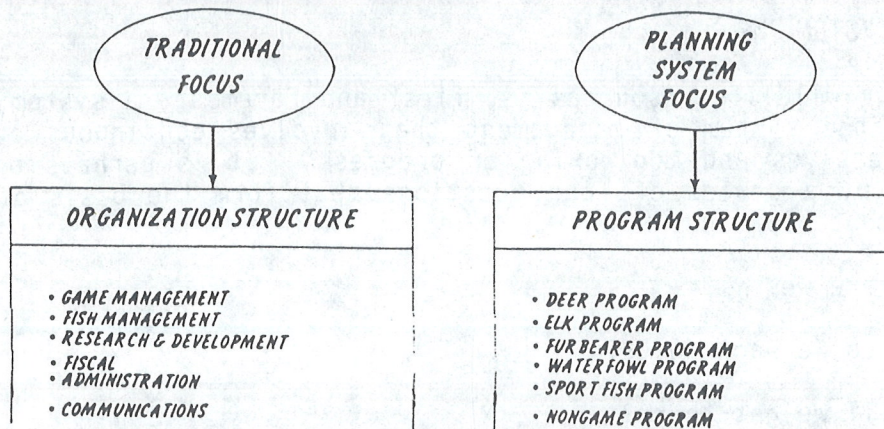 TRADITIONAL
FOCUS
ORGANIZATION STRUCTURE
• GAME MANAGEMENT
• FISH MANAGEMENT
• RESEARCH & DEVELOPMENT
• FISCAL
ADMINISTRATION
• COMMUNICATIONS
PLANNING
SYSTEM
FOCUS
PROGRAM STRUCTURE
• DEER PROGRAM
• ELK PROGRAM
• FURBEARER PROGRAM
• WATERFOWL PROGRAM
• SPORT FISH PROGRAM
• NONGAME PROGRAM